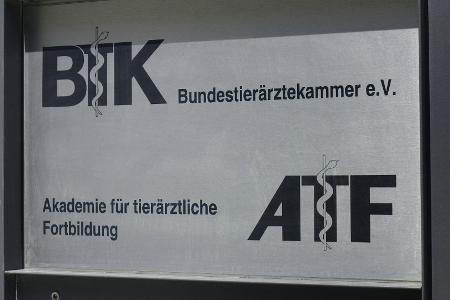 BTK Bundestierärztekammer e.V.
Akademie für tierärztliche
Fortbildung
ATF